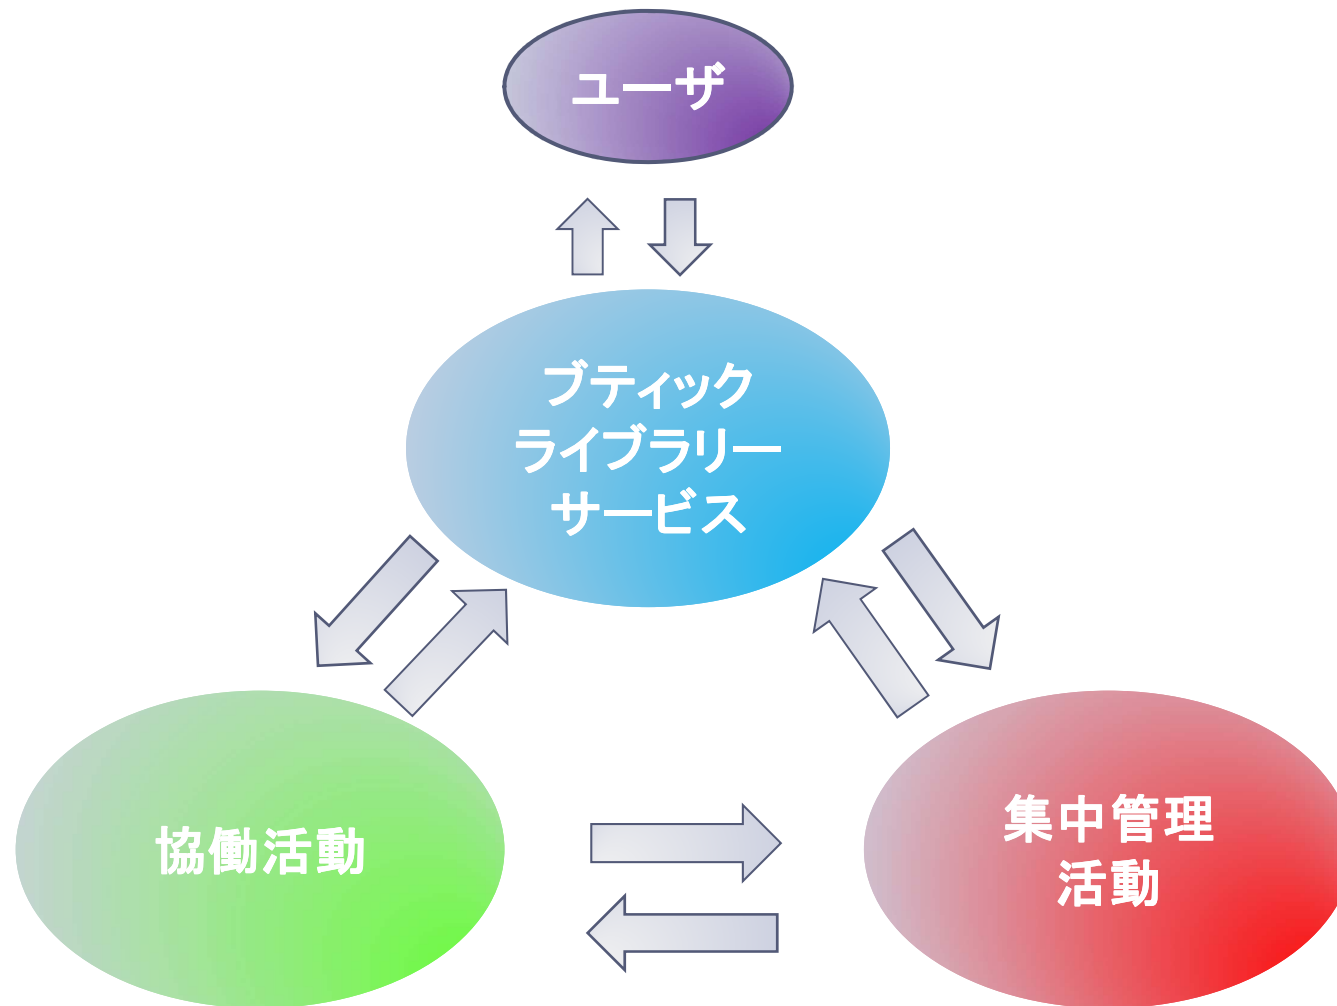 ユーザ
ブティック
ライブラリー
サービス
協働活動
集中管理
活動